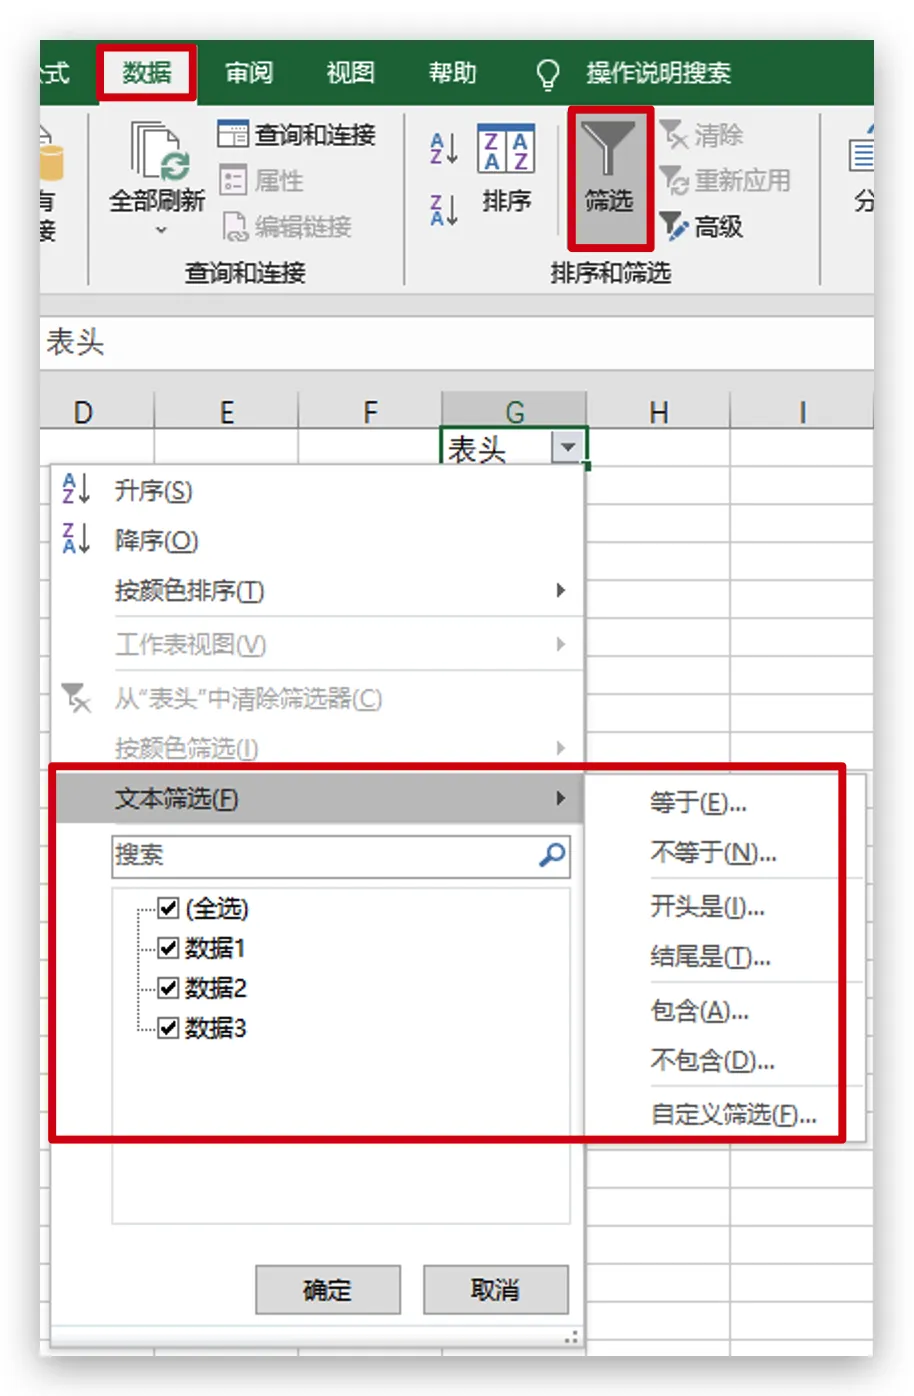 式
数据
审阅
视图
帮助
操作说明搜索
有
接
全部刷新
查询和连接
属性
编辑链接
查询和连接
排序
筛选
清除
重新应用
高级
排序和筛选
分
表头
D E F G H I
表头
升序(S)
降序(O)
按颜色排序(T)
工作表视图(V)
从“表头”中清除筛选器(C)
按颜色筛选(I)
文本筛选(F)
搜索
(全选)
数据1
数据2
数据3
等于(E)...
不等于(N)...
开头是(I)...
结尾是(T)...
包含(A)...
不包含(D)...
自定义筛选(F)...
确定
取消